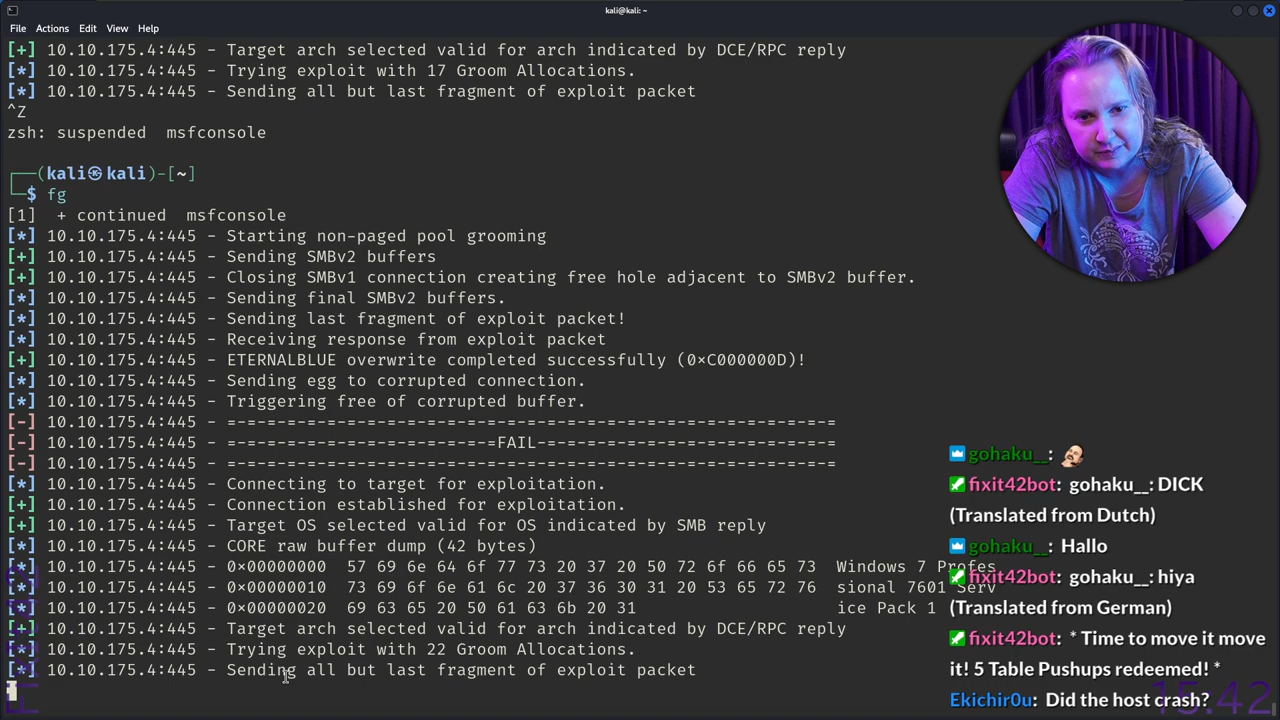 kali@kali: ~
File Actions Edit View Help
[+] 10.10.175.4:445 - Target arch selected valid for arch indicated by DCE/RPC reply
[*] 10.10.175.4:445 - Trying exploit with 17 Groom Allocations.
[*] 10.10.175.4:445 - Sending all but last fragment of exploit packet
^Z
zsh: suspended  msfconsole
┌──(kali㉿kali)-[~]
└─$ fg
[1]  + continued  msfconsole
[*] 10.10.175.4:445 - Starting non-paged pool grooming
[+] 10.10.175.4:445 - Sending SMBv2 buffers
[+] 10.10.175.4:445 - Closing SMBv1 connection creating free hole adjacent to SMBv2 buffer.
[*] 10.10.175.4:445 - Sending final SMBv2 buffers.
[*] 10.10.175.4:445 - Sending last fragment of exploit packet!
[*] 10.10.175.4:445 - Receiving response from exploit packet
[+] 10.10.175.4:445 - ETERNALBLUE overwrite completed successfully (0xC000000D)!
[*] 10.10.175.4:445 - Sending egg to corrupted connection.
[*] 10.10.175.4:445 - Triggering free of corrupted buffer.
[-] 10.10.175.4:445 - =-=-=-=-=-=-=-=-=-=-=-=-=-=-=-=-=-=-=-=-=-=-=-=-=-=-=-=-=-=-=
[-] 10.10.175.4:445 - =-=-=-=-=-=-=-=-=-=-=-=-=-=FAIL-=-=-=-=-=-=-=-=-=-=-=-=-=-=-=
[-] 10.10.175.4:445 - =-=-=-=-=-=-=-=-=-=-=-=-=-=-=-=-=-=-=-=-=-=-=-=-=-=-=-=-=-=-=
[*] 10.10.175.4:445 - Connecting to target for exploitation.
[+] 10.10.175.4:445 - Connection established for exploitation.
[+] 10.10.175.4:445 - Target OS selected valid for OS indicated by SMB reply
[*] 10.10.175.4:445 - CORE raw buffer dump (42 bytes)
[*] 10.10.175.4:445 - 0x00000000  57 69 6e 64 6f 77 73 20 37 20 50 72 6f 66 65 73  Windows 7 Profes
[*] 10.10.175.4:445 - 0x00000010  73 69 6f 6e 61 6c 20 37 36 30 31 20 53 65 72 76  sional 7601 Serv
[*] 10.10.175.4:445 - 0x00000020  69 63 65 20 50 61 63 6b 20 31                    ice Pack 1
[+] 10.10.175.4:445 - Target arch selected valid for arch indicated by DCE/RPC reply
[*] 10.10.175.4:445 - Trying exploit with 22 Groom Allocations.
[*] 10.10.175.4:445 - Sending all but last fragment of exploit packet
gohaku__:
fixit42bot: gohaku__: DICK
(Translated from Dutch)
gohaku__: Hallo
fixit42bot: gohaku__: hiya
(Translated from German)
fixit42bot: * Time to move it move
it! 5 Table Pushups redeemed! *
Ekichir0u: Did the host crash?
15:42